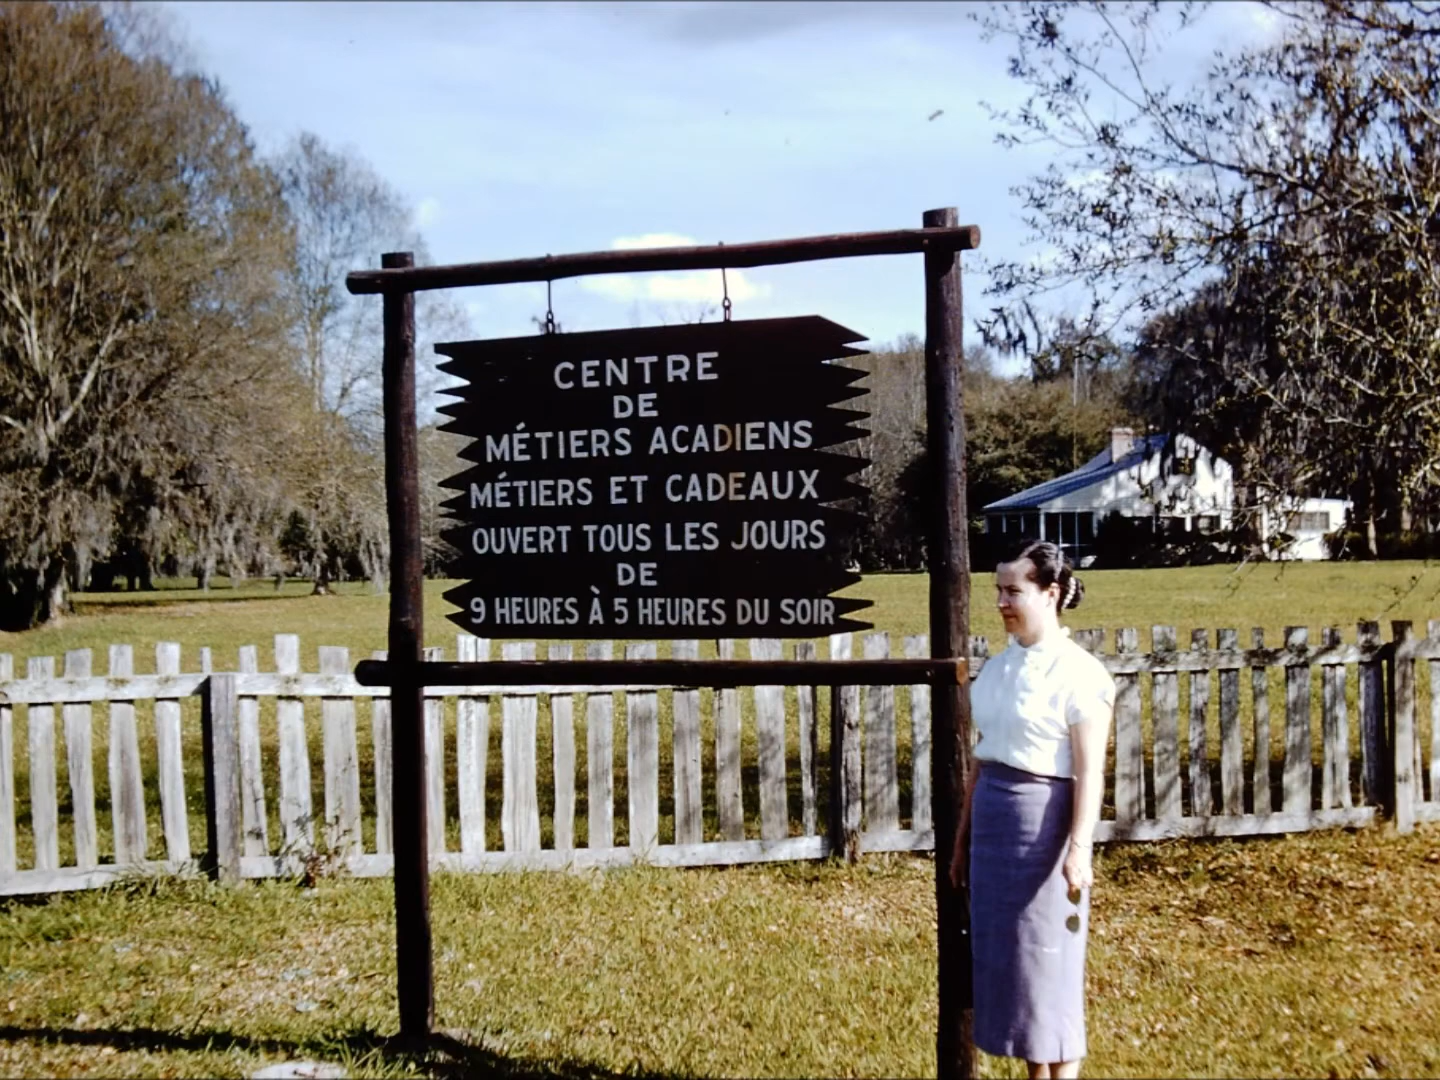 CENTRE
DE
MÉTIERS ACADIENS
MÉTIERS ET CADEAUX
OUVERT TOUS LES JOURS
DE
9 HEURES À 5 HEURES DU SOIR